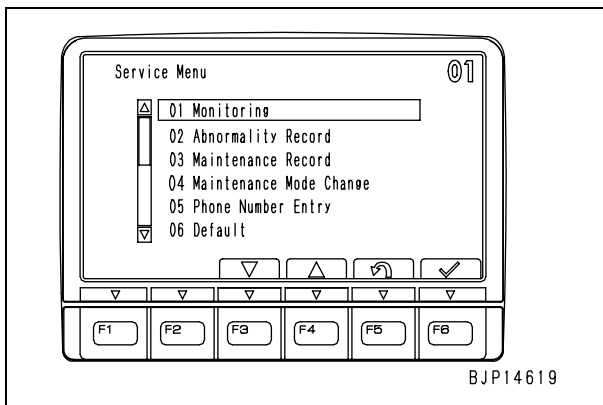 Service Menu 01
01 Monitoring
02 Abnormality Record
03 Maintenance Record
04 Maintenance Mode Change
05 Phone Number Entry
06 Default
F1 F2 F3 F4 F5 F6
BJP14619